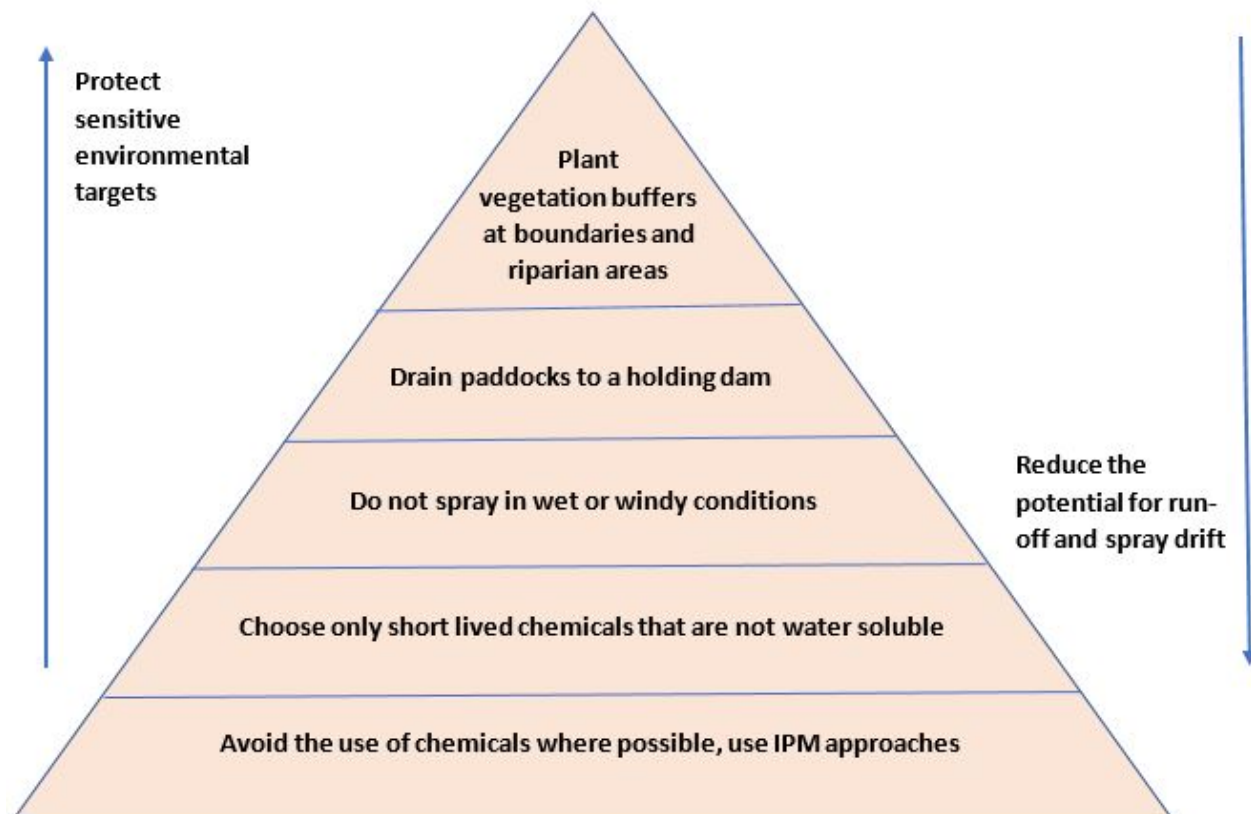 Protect
sensitive
environmental
targets
Plant
vegetation buffers
at boundaries and
riparian areas
Drain paddocks to a holding dam
Do not spray in wet or windy conditions
Reduce the
potential for run-
off and spray drift
Choose only short lived chemicals that are not water soluble
Avoid the use of chemicals where possible, use IPM approaches